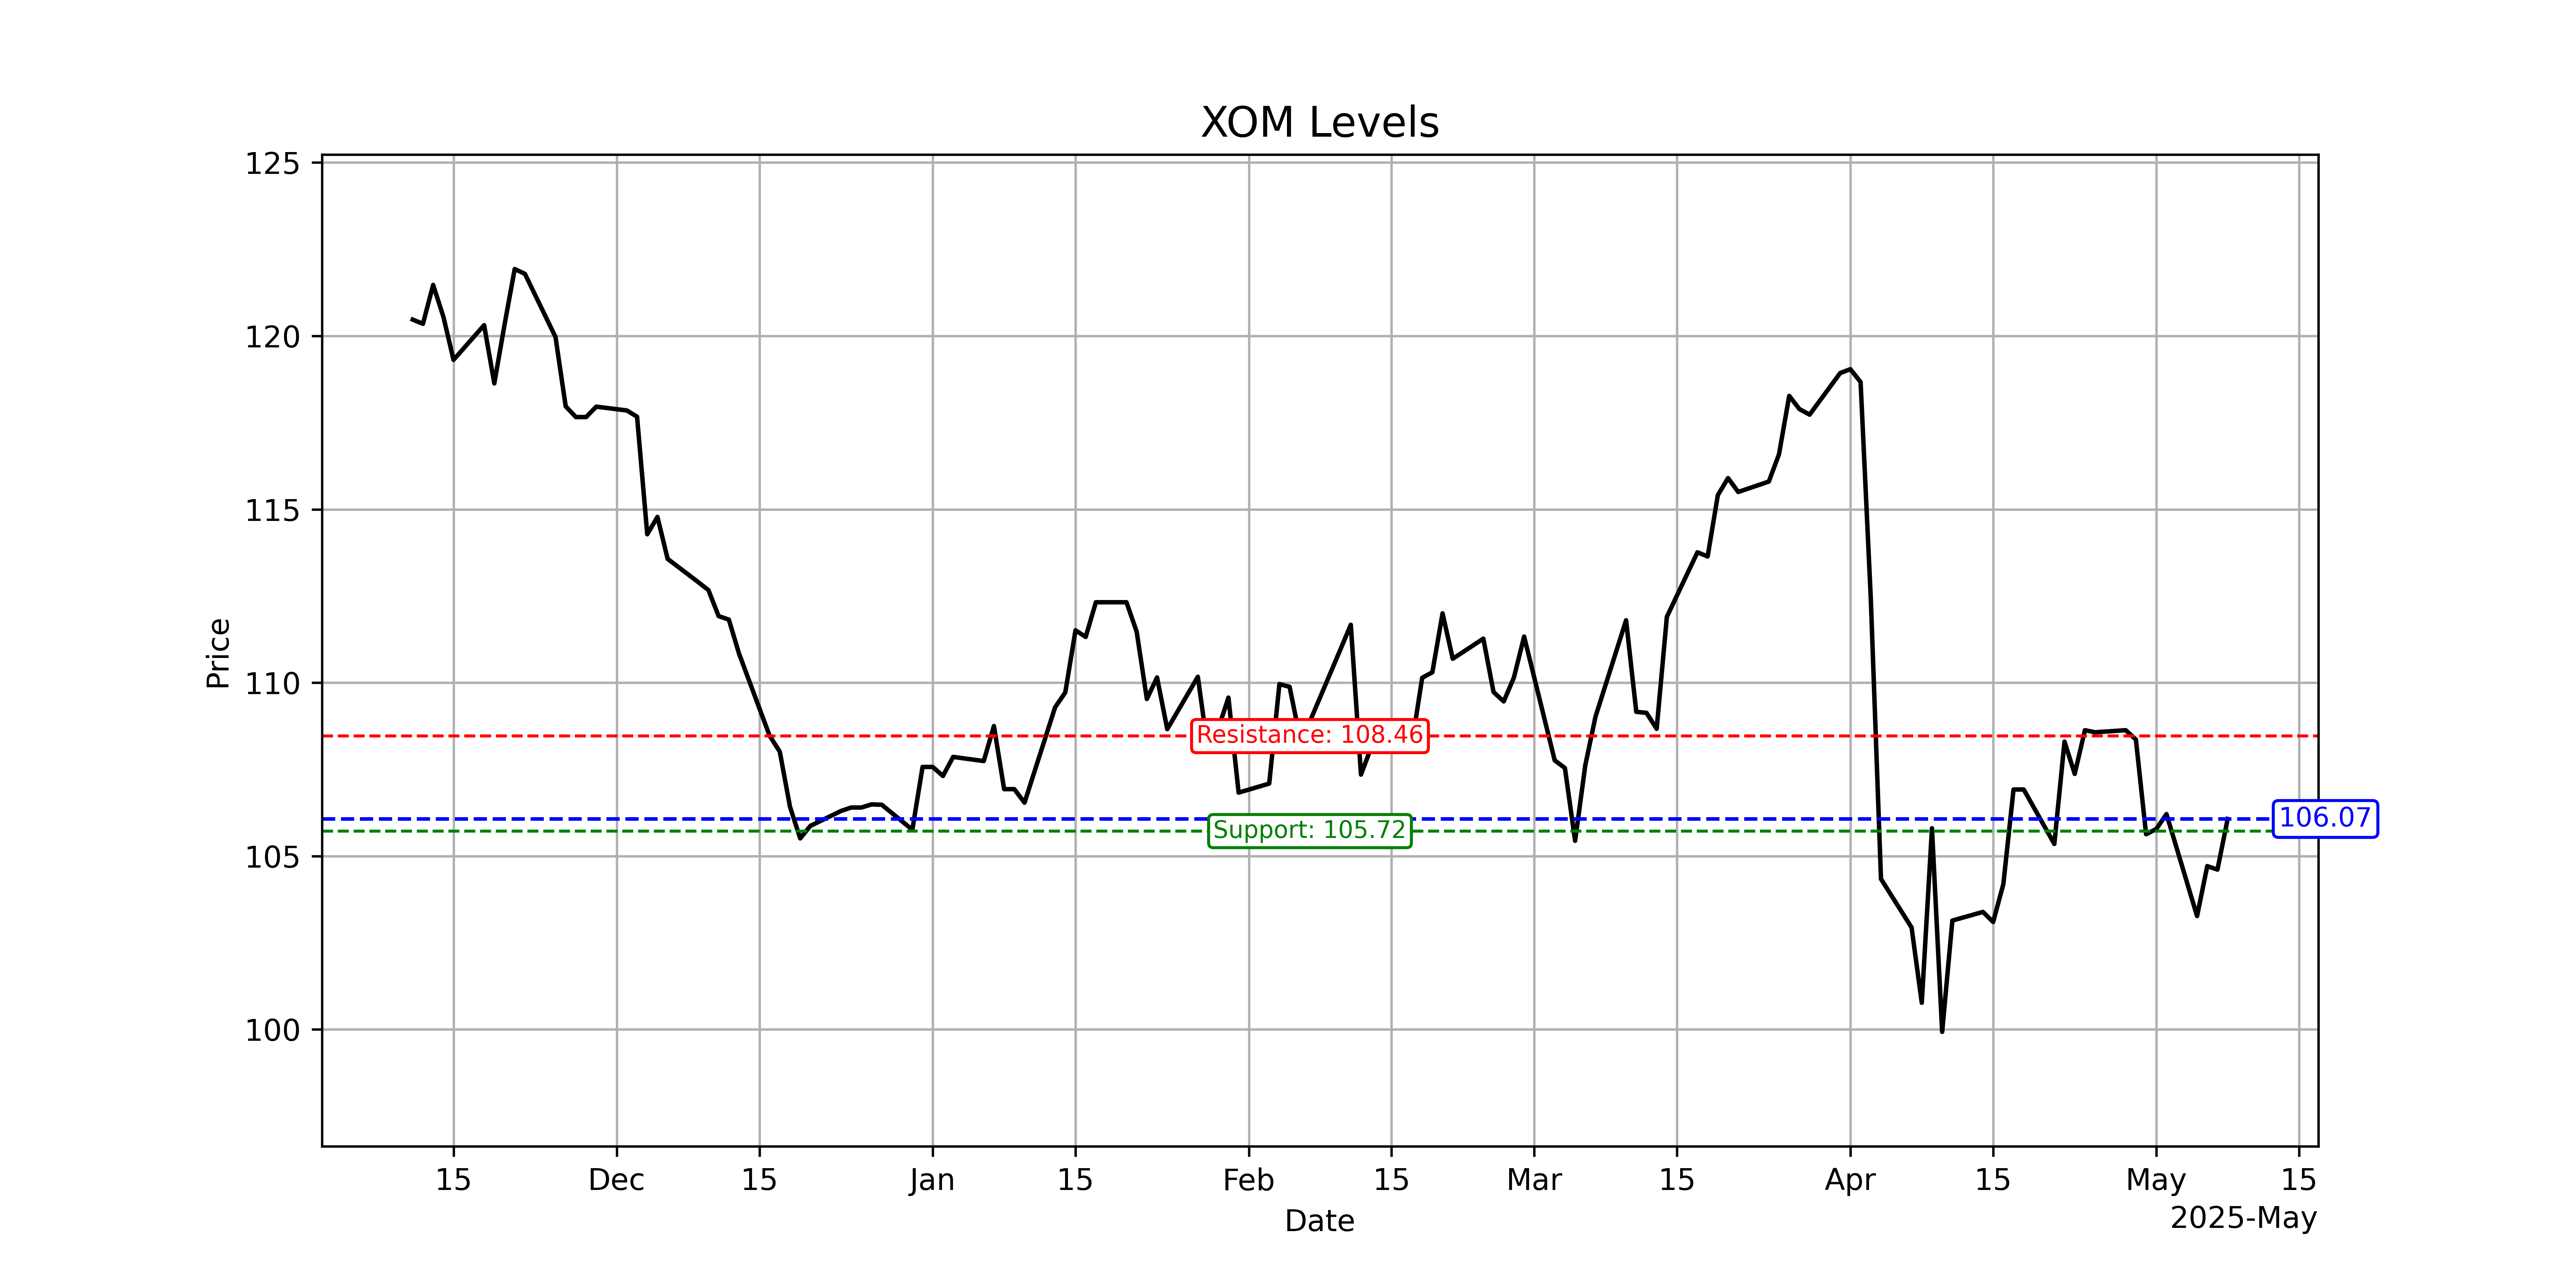 XOM Levels
125
120
115
110
105
100
Price
Resistance: 108.46
Support: 105.72
106.07
15 Dec 15 Jan 15 Feb 15 Mar 15 Apr 15 May 15
2025-May
Date